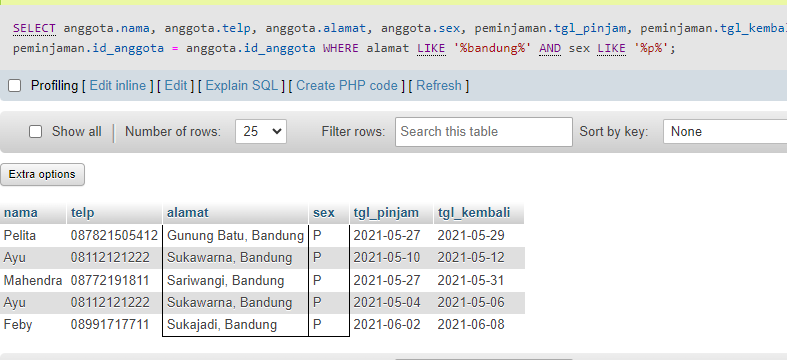 SELECT anggota.nama, anggota.telp, anggota.alamat, anggota.sex, peminjaman.tgl_pinjam,
peminjaman.id_anggota = anggota.id_anggota WHERE alamat LIKE '%bandung%' AND sex LIKE '%p%';
Profiling [ Edit inline ] [ Edit ] [ Explain SQL ] [ Create PHP code ] [ Refresh ]
Show all | Number of rows: 25 Filter rows: Search this table Sort by key: None
Extra options
nama telp alamat sex tgl_pinjam tgl_kembali
Pelita 087821505412 Gunung Batu, Bandung P 2021-05-27 2021-05-29
Ayu 08112121222 Sukawarna, Bandung P 2021-05-10 2021-05-12
Mahendra 08772191811 Sariwangi, Bandung P 2021-05-27 2021-05-31
Ayu 08112121222 Sukawarna, Bandung P 2021-05-04 2021-05-06
Feby 08991717711 Sukajadi, Bandung P 2021-06-02 2021-06-08